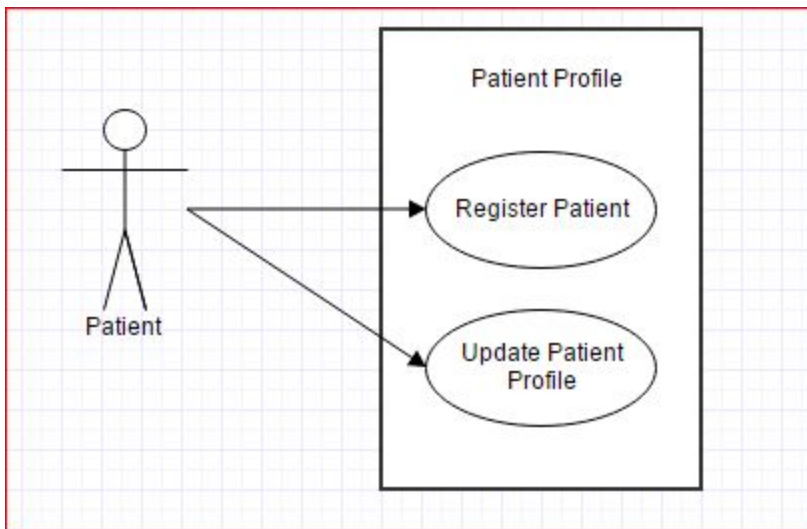 Patient Profile
Register Patient
Update Patient
Profile
Patient